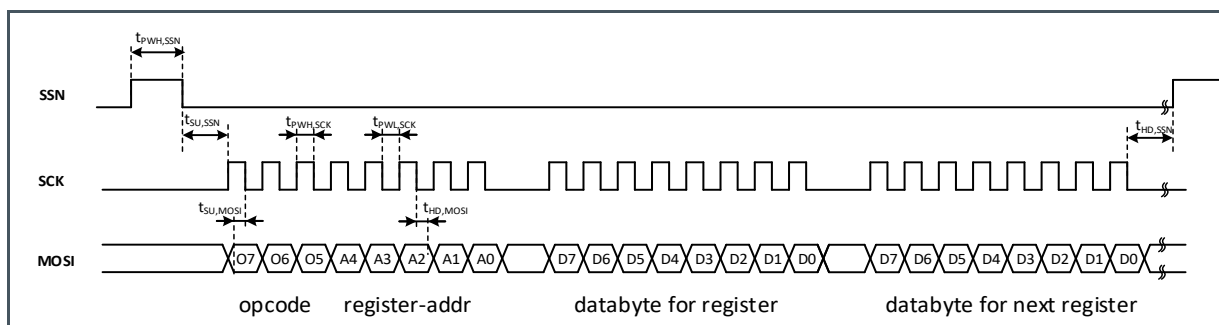 tPWH,SSN
SSN
tSU,SSN
tPWH,SCK
tPWL,SCK
tHD,SSN
SCK
tSU,MOSI
tHD,MOSI
MOSI O7 O6 O5 A4 A3 A2 A1 A0 D7 D6 D5 D4 D3 D2 D1 D0 D7 D6 D5 D4 D3 D2 D1 D0
opcode register-addr databyte for register databyte for next register